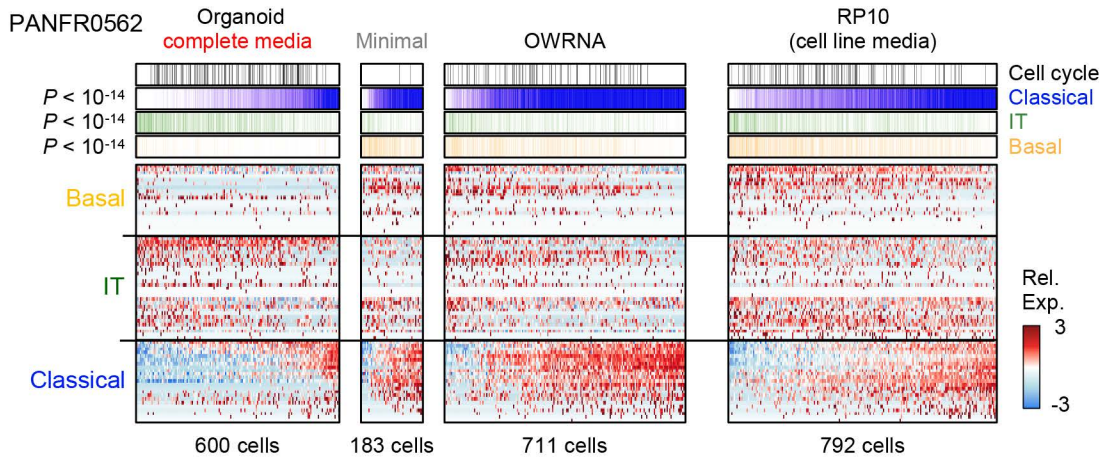 PANFR0562
Organoid
complete media
Minimal
OWRNA
RP10
(cell line media)
Cell cycle
P < 10-14
Classical
P < 10-14
IT
P < 10-14
Basal
Basal
IT
Classical
Rel.
Exp.
3
-3
600 cells
183 cells
711 cells
792 cells